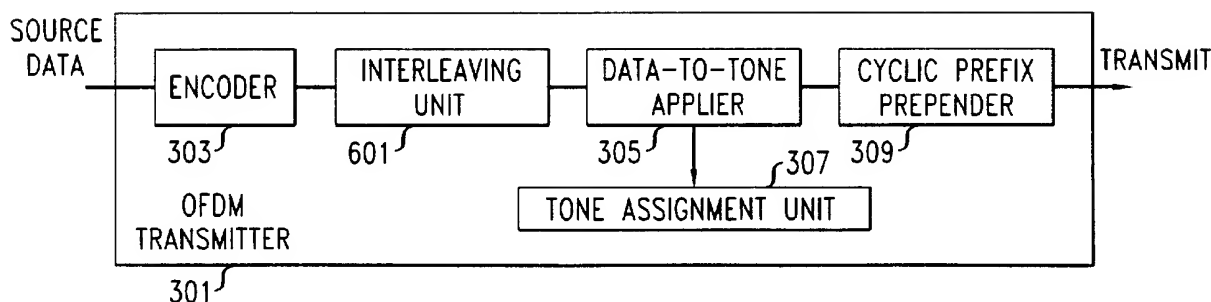 SOURCE
DATA
ENCODER
303
INTERLEAVING
UNIT
601
DATA-TO-TONE
APPLIER
305
CYCLIC PREFIX
PREPENDER
309
TRANSMIT
307
TONE ASSIGNMENT UNIT
OFDM
TRANSMITTER
301